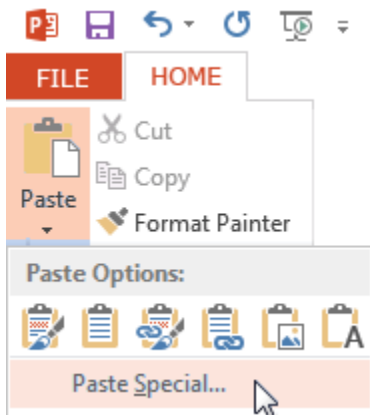 P
FILE HOME
Cut
Copy
Paste
Format Painter
Paste Options:
A
Paste Special...